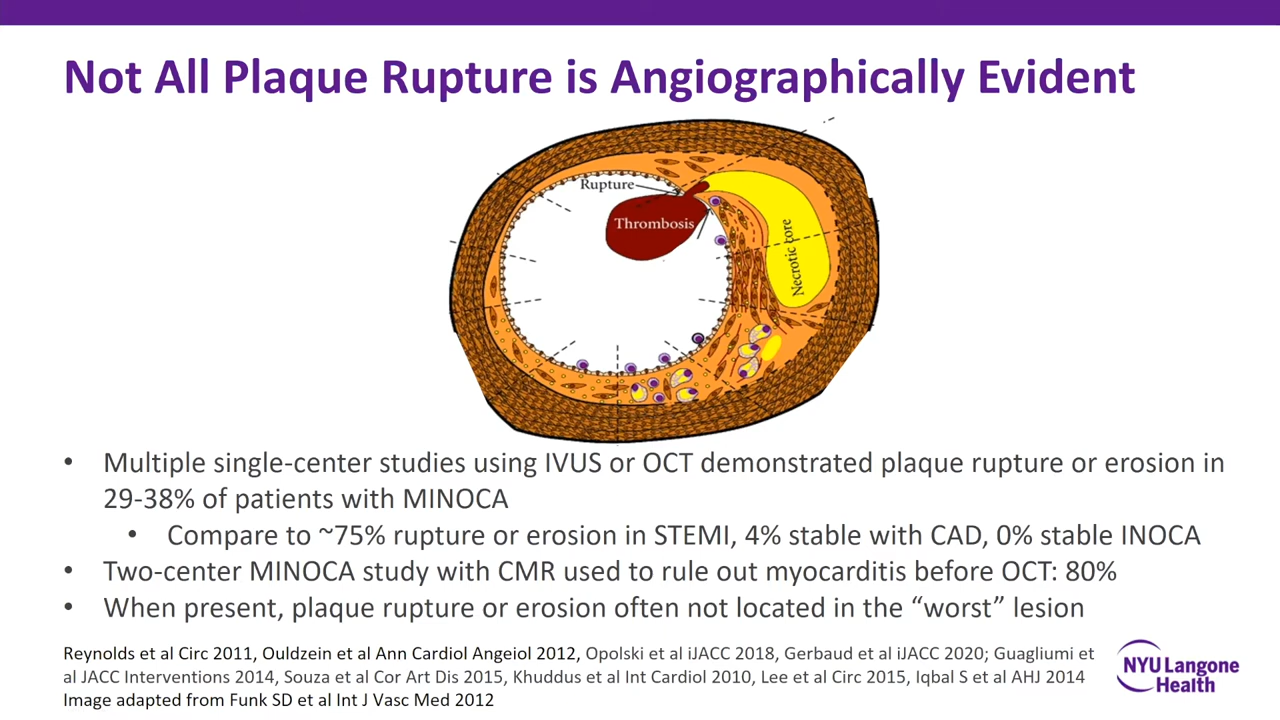 Not All Plaque Rupture is Angiographically Evident
Rupture
Thrombosis
Necrotic core
• Multiple single-center studies using IVUS or OCT demonstrated plaque rupture or erosion in
29-38% of patients with MINOCA
• Compare to ~75% rupture or erosion in STEMI, 4% stable with CAD, 0% stable INOCA
• Two-center MINOCA study with CMR used to rule out myocarditis before OCT: 80%
• When present, plaque rupture or erosion often not located in the “worst” lesion
Reynolds et al Circ 2011, Ouldzein et al Ann Cardiol Angeiol 2012, Opolski et al iJACC 2018, Gerbaud et al iJACC 2020; Guagliumi et
al JACC Interventions 2014, Souza et al Cor Art Dis 2015, Khuddus et al Int Cardiol 2010, Lee et al Circ 2015, Iqbal S et al AHJ 2014
Image adapted from Funk SD et al Int J Vasc Med 2012
NYU Langone
Health